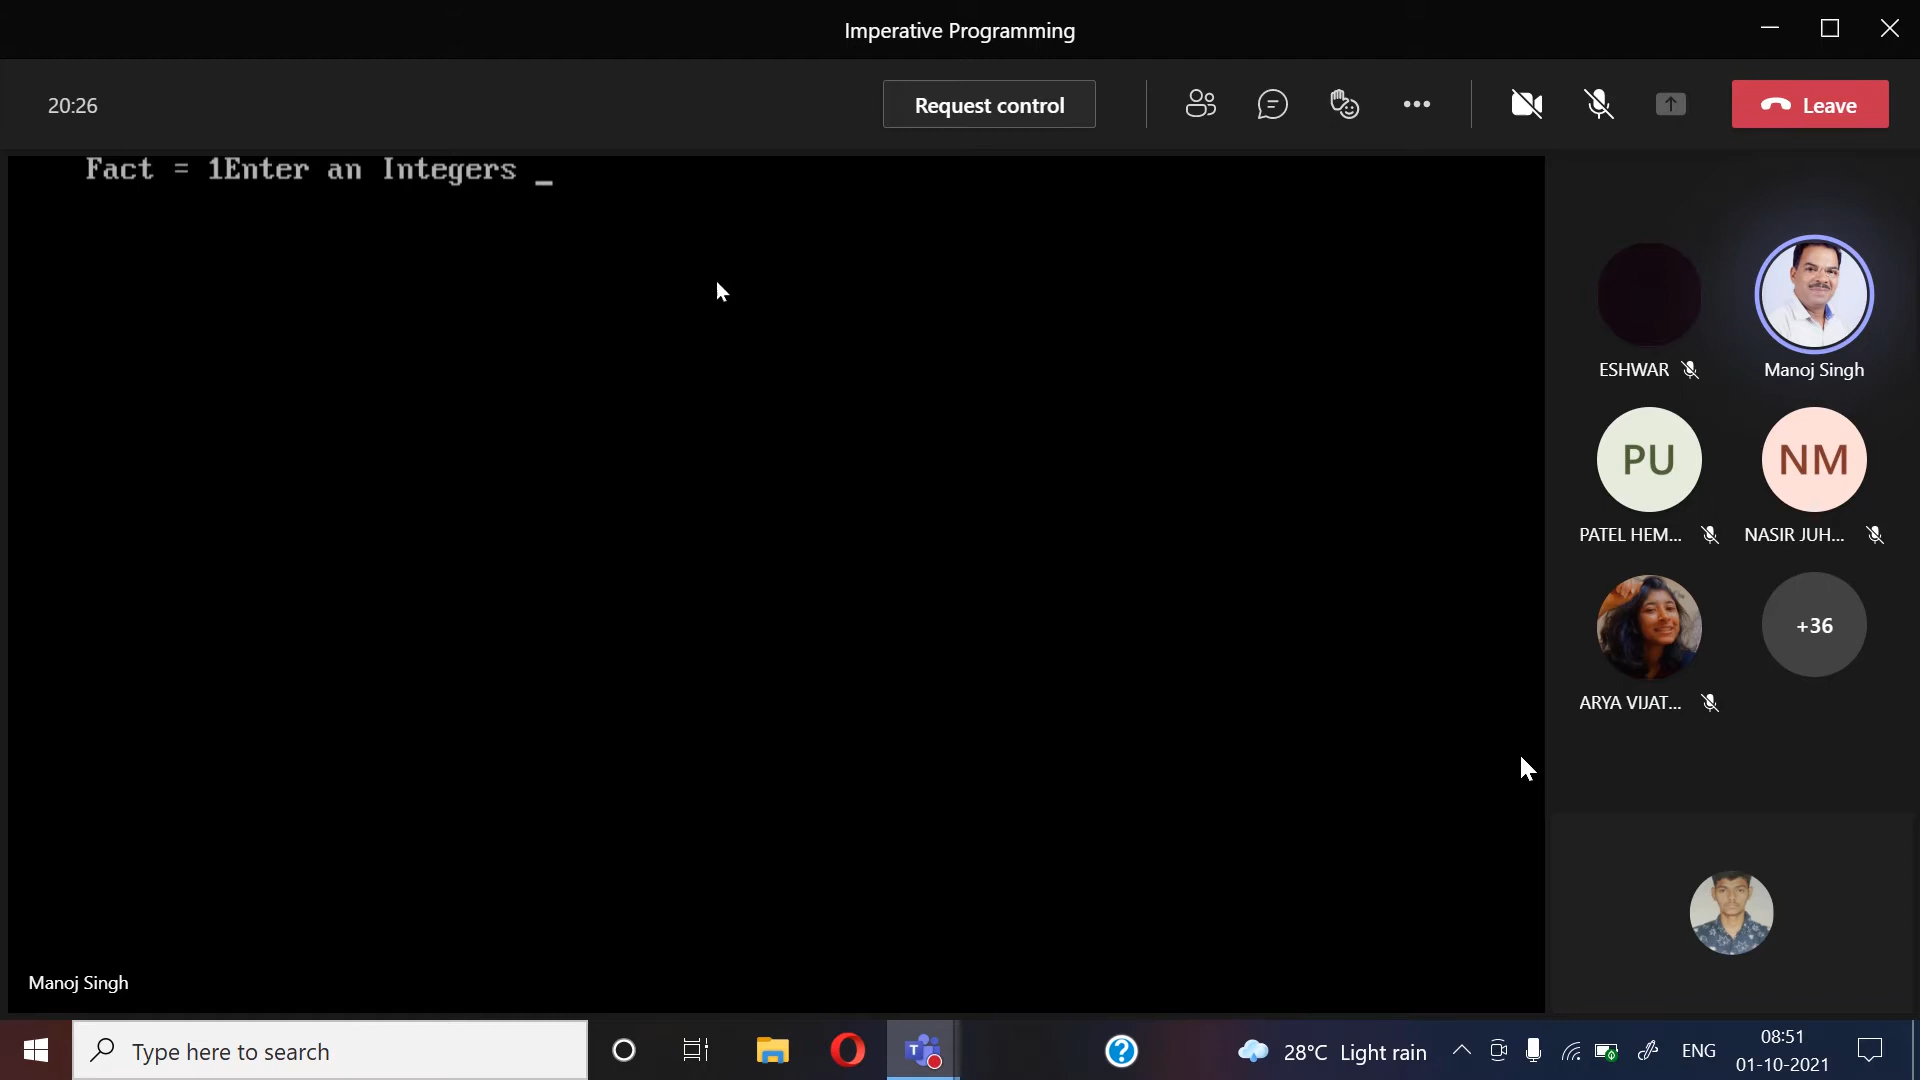 Imperative Programming
20:26
Request control
Leave
Fact = 1Enter an Integers _
ESHWAR
Manoj Singh
PU
NM
PATEL HEM...
NASIR JUH...
+36
ARYA VIJAT...
Manoj Singh
Type here to search
T
?
28°C Light rain
ENG
08:51
01-10-2021